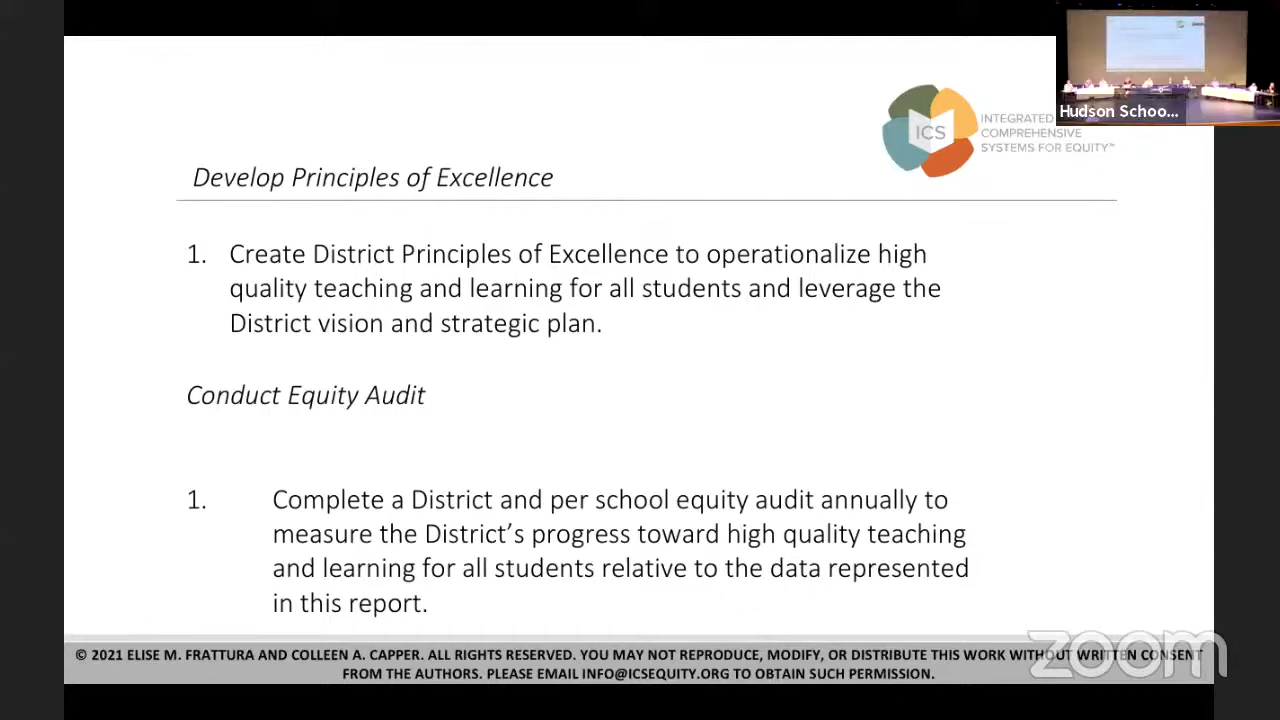 Hudson Schoo...
ICS
INTEGRATED
COMPREHENSIVE
SYSTEMS FOR EQUITY™
Develop Principles of Excellence
1. Create District Principles of Excellence to operationalize high
quality teaching and learning for all students and leverage the
District vision and strategic plan.
Conduct Equity Audit
1. Complete a District and per school equity audit annually to
measure the District’s progress toward high quality teaching
and learning for all students relative to the data represented
in this report.
© 2021 ELISE M. FRATTURA AND COLLEEN A. CAPPER. ALL RIGHTS RESERVED. YOU MAY NOT REPRODUCE, MODIFY, OR DISTRIBUTE THIS WORK WITHOUT WRITTEN CONSENT
FROM THE AUTHORS. PLEASE EMAIL INFO@ICSEQUITY.ORG TO OBTAIN SUCH PERMISSION.
zoom